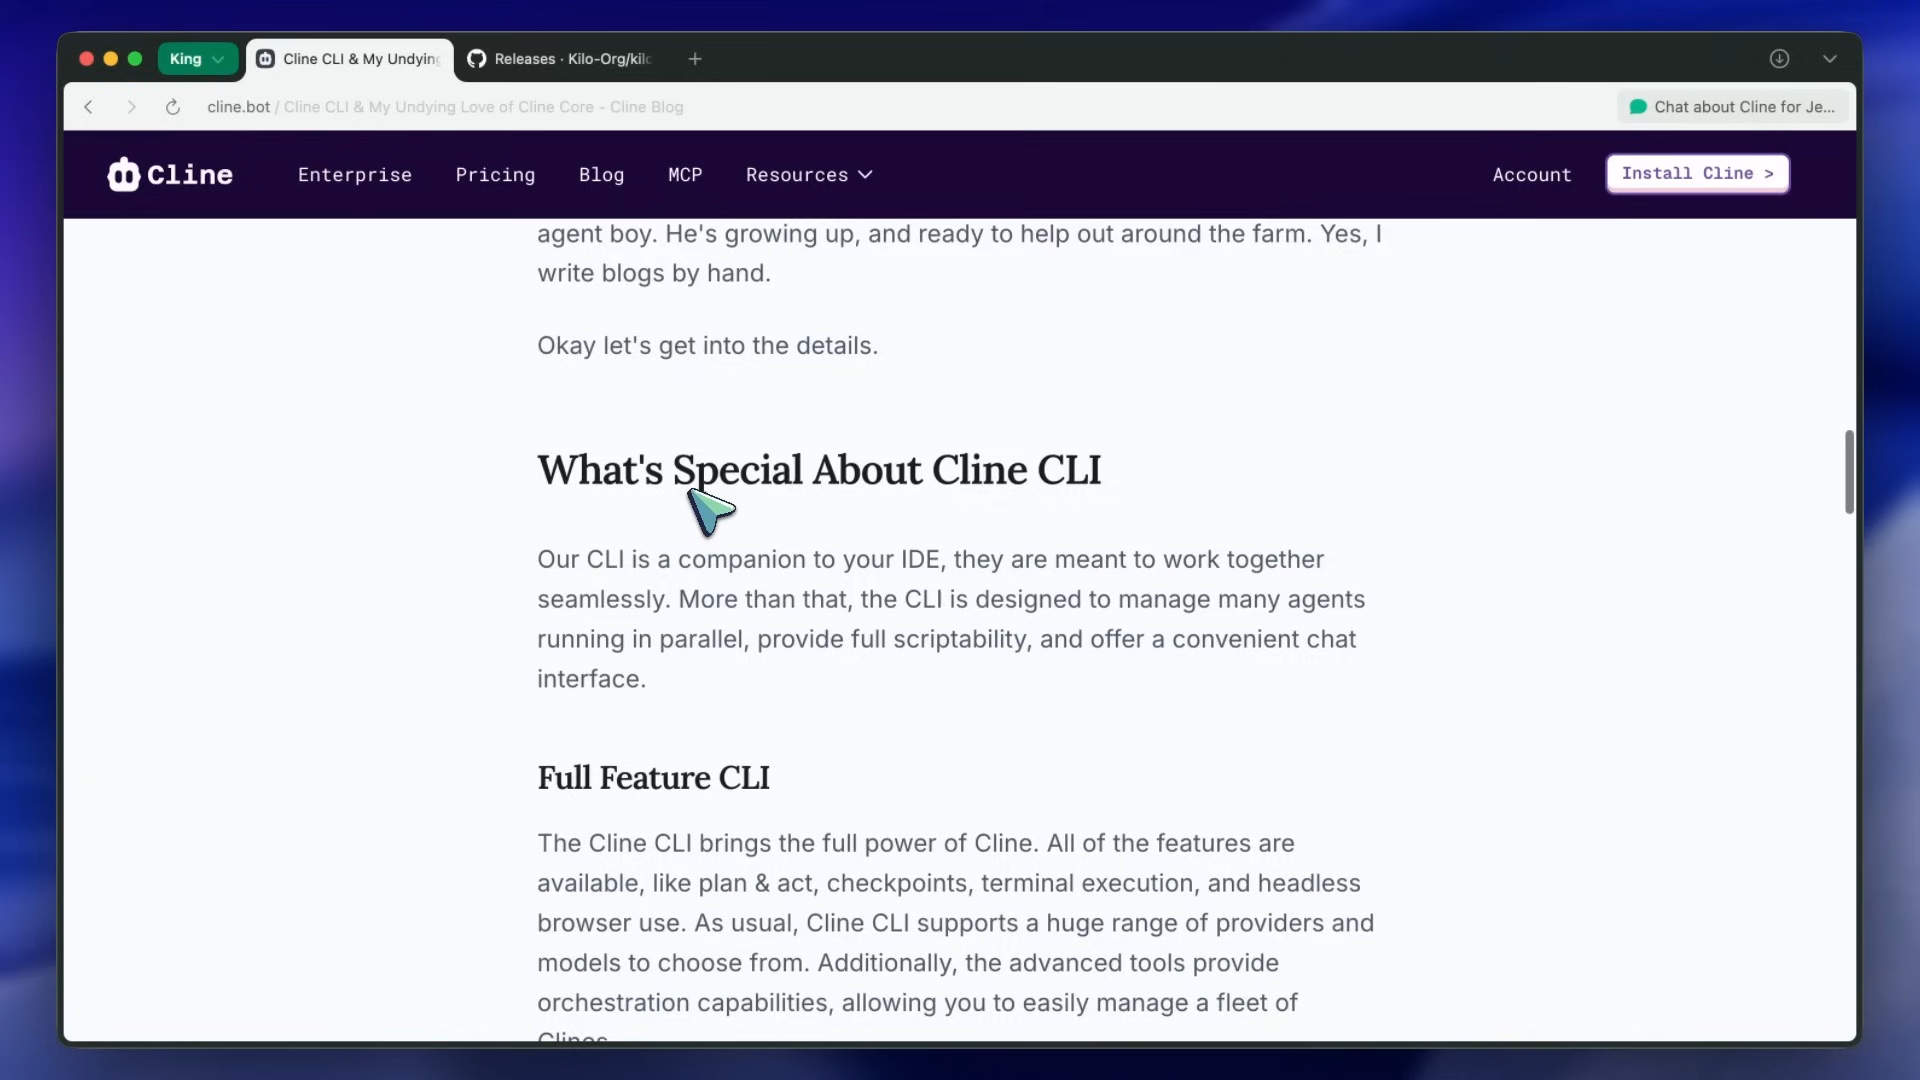 King
Cline CLI & My Undying
Releases · Kilo-Org/kilo
cline.bot / Cline CLI & My Undying Love of Cline Core - Cline Blog
Chat about Cline for Je...
Cline
Enterprise
Pricing
Blog
MCP
Resources
Account
Install Cline >
agent boy. He's growing up, and ready to help out around the farm. Yes, I
write blogs by hand.
Okay let's get into the details.
What's Special About Cline CLI
Our CLI is a companion to your IDE, they are meant to work together
seamlessly. More than that, the CLI is designed to manage many agents
running in parallel, provide full scriptability, and offer a convenient chat
interface.
Full Feature CLI
The Cline CLI brings the full power of Cline. All of the features are
available, like plan & act, checkpoints, terminal execution, and headless
browser use. As usual, Cline CLI supports a huge range of providers and
models to choose from. Additionally, the advanced tools provide
orchestration capabilities, allowing you to easily manage a fleet of
Clines.